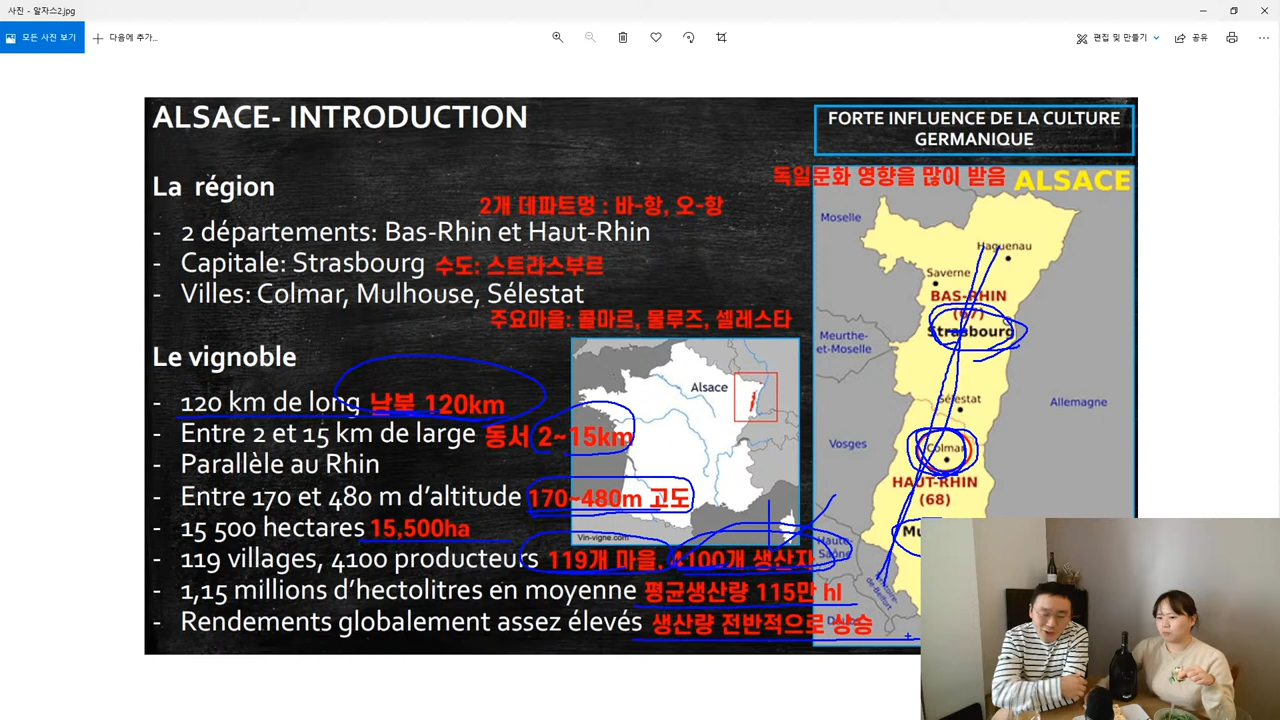 사진 - 알자스2.jpg
모든 사진 보기
다음에 추가...
편집 및 만들기
공유
ALSACE- INTRODUCTION
FORTE INFLUENCE DE LA CULTURE
GERMANIQUE
독일문화 영향을 많이 받음
ALSACE
La région
2개 데파트멍 : 바-항, 오-항
- 2 départements: Bas-Rhin et Haut-Rhin
- Capitale: Strasbourg 수도: 스트라스부르
- Villes: Colmar, Mulhouse, Sélestat
주요마을: 콜마르, 물루즈, 셀레스타
Le vignoble
- 120 km de long 남북 120km
- Entre 2 et 15 km de large 동서 2~15km
- Parallèle au Rhin
- Entre 170 et 480 m d'altitude 170~480m 고도
- 15 500 hectares 15,500ha
- 119 villages, 4100 producteurs 119개 마을, 4100개 생산자
- 1,15 millions d'hectolitres en moyenne 평균생산량 115만 hl
- Rendements globalement assez élevés 생산량 전반적으로 상승
Alsace
Vin-vigne.com
Moselle
Haguenau
Saverne
BAS-RHIN
(67)
Strasbourg
Meurthe-
et-Moselle
Sélestat
Allemagne
Vosges
Colmar
HAUT-RHIN
(68)
Mu
Haute-
Saône
de-Belfort